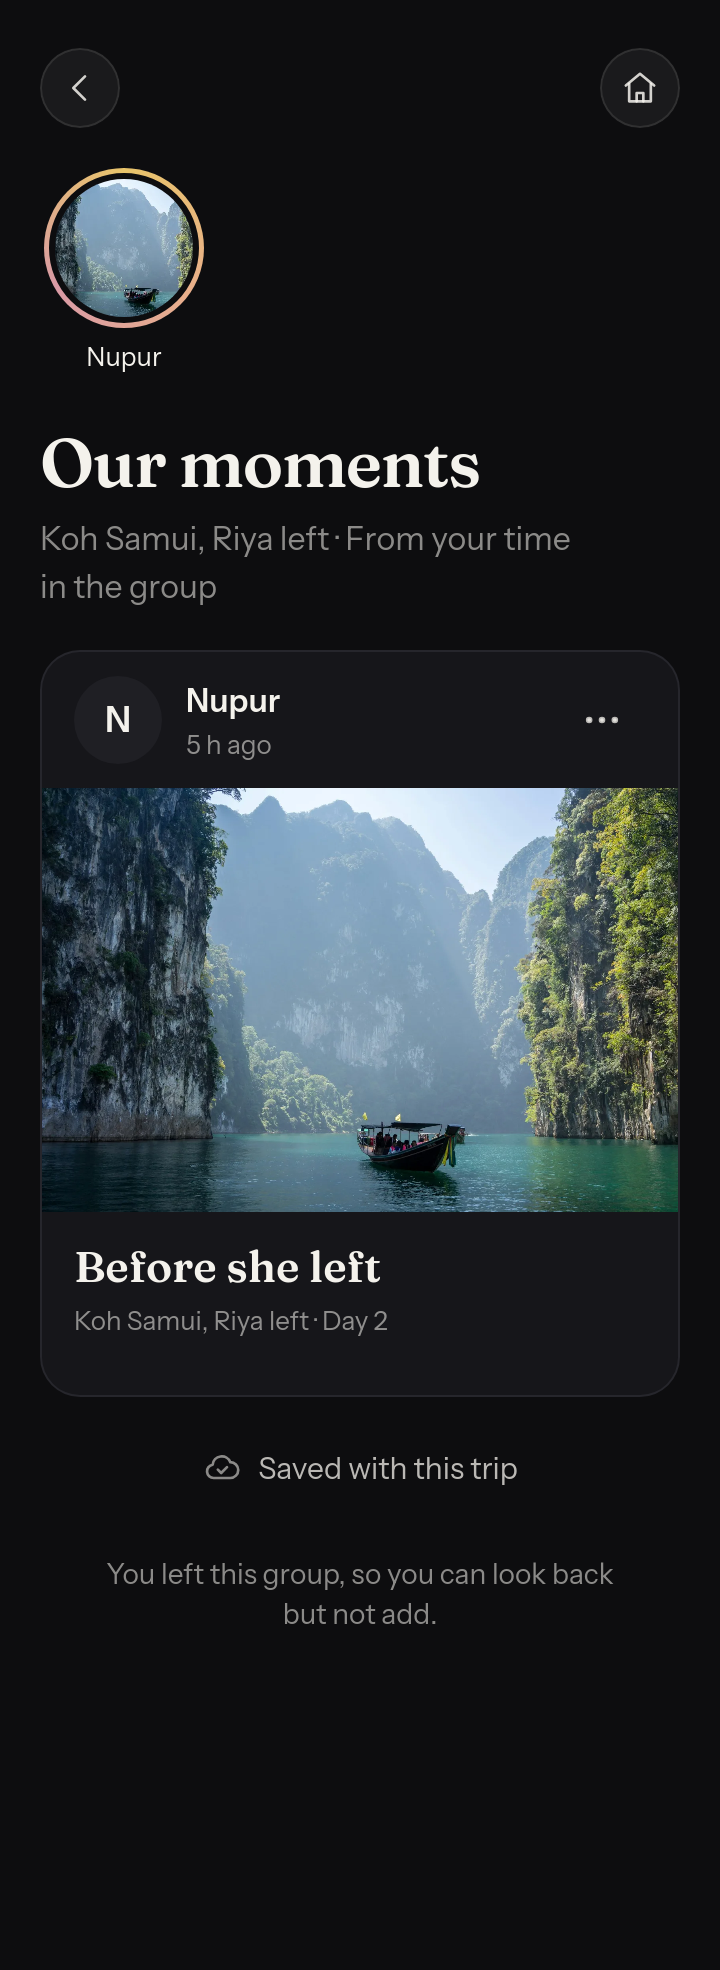 Nupur
Our moments
Koh Samui, Riya left · From your time
in the group
N
Nupur
5 h ago
Before she left
Koh Samui, Riya left · Day 2
Saved with this trip
You left this group, so you can look back
but not add.